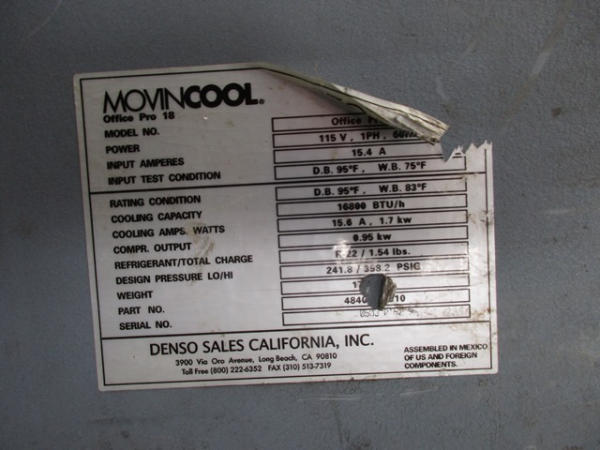 MOVINCOOL®
Office Pro 18
MODEL NO. Office
POWER 115 V , 1PH ,
INPUT AMPERES 15.4 A
INPUT TEST CONDITION D.B. 95°F , W.B. 75°F
RATING CONDITION D.B. 95°F , W.B. 83°F
COOLING CAPACITY 16800 BTU/h
COOLING AMPS. WATTS 15.6 A , 1.7 kw
COMPR. OUTPUT 0.95 kw
REFRIGERANT/TOTAL CHARGE R-22 / 1.54 lbs.
DESIGN PRESSURE LO/HI 241.8 / 398.2 PSIG
WEIGHT
PART NO.
SERIAL NO.
DENSO SALES CALIFORNIA, INC.
3900 Via Oro Avenue, Long Beach, CA 90810
Toll Free (800) 222-6352 FAX (310) 513-7319
ASSEMBLED IN MEXICO
OF US AND FOREIGN
COMPONENTS.